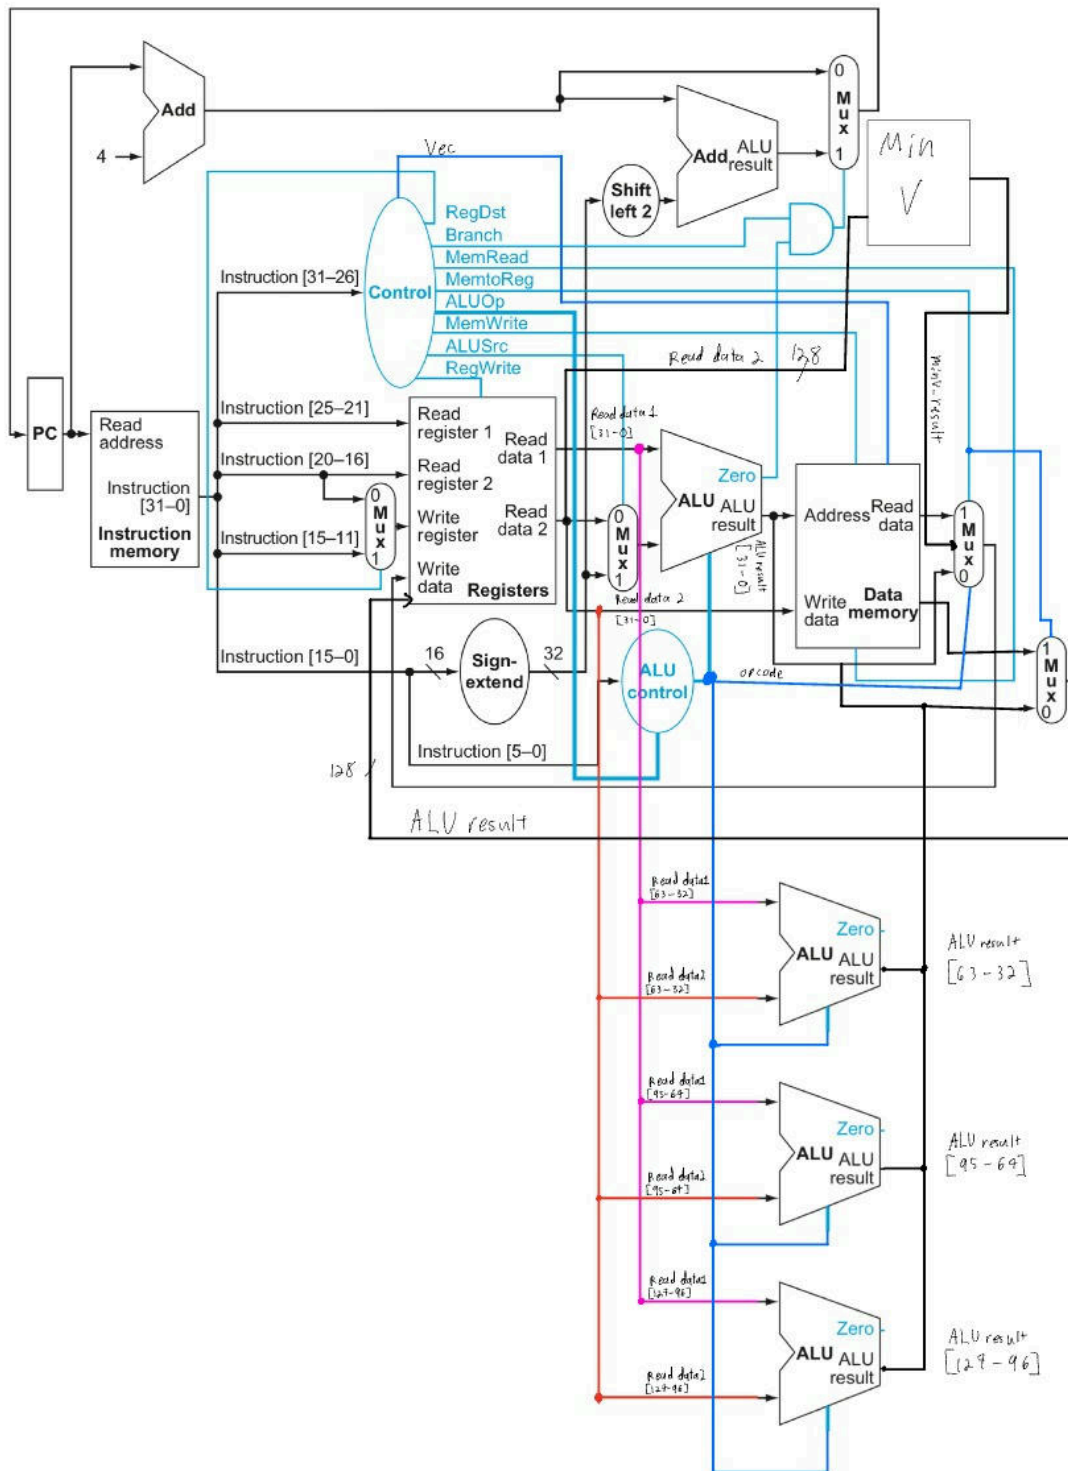 Add
4
Add ALU
result
0
M
u
x
1
Min
V
Shift
left 2
Vec
RegDst
Branch
MemRead
MemtoReg
ALUOp
MemWrite
ALUSrc
RegWrite
Control
Instruction [31–26]
Instruction [25–21]
Instruction [20–16]
Instruction [15–11]
Instruction [15–0]
Instruction [5–0]
PC
Read
address
Instruction
[31–0]
Instruction
memory
0
M
u
x
1
Read
register 1
Read
register 2
Write
register
Write
data
Read
data 1
Read
data 2
Registers
Read data 2 128
Read data 1
[31-0]
Read data 2
[31-0]
0
M
u
x
1
Zero
ALU ALU
result
ALU result
[31-0]
Address
Read
data
Write
data
Data
memory
minV-result
1
M
u
x
0
1
M
u
x
0
16
Sign-
extend
32
ALU
control
opcode
128
ALU result
Read data1
[63-32]
Read data2
[63-32]
Zero
ALU ALU
result
ALU result
[63-32]
Read data1
[95-64]
Read data2
[95-64]
Zero
ALU ALU
result
ALU result
[95-64]
Read data1
[127-96]
Read data2
[127-96]
Zero
ALU ALU
result
ALU result
[127-96]